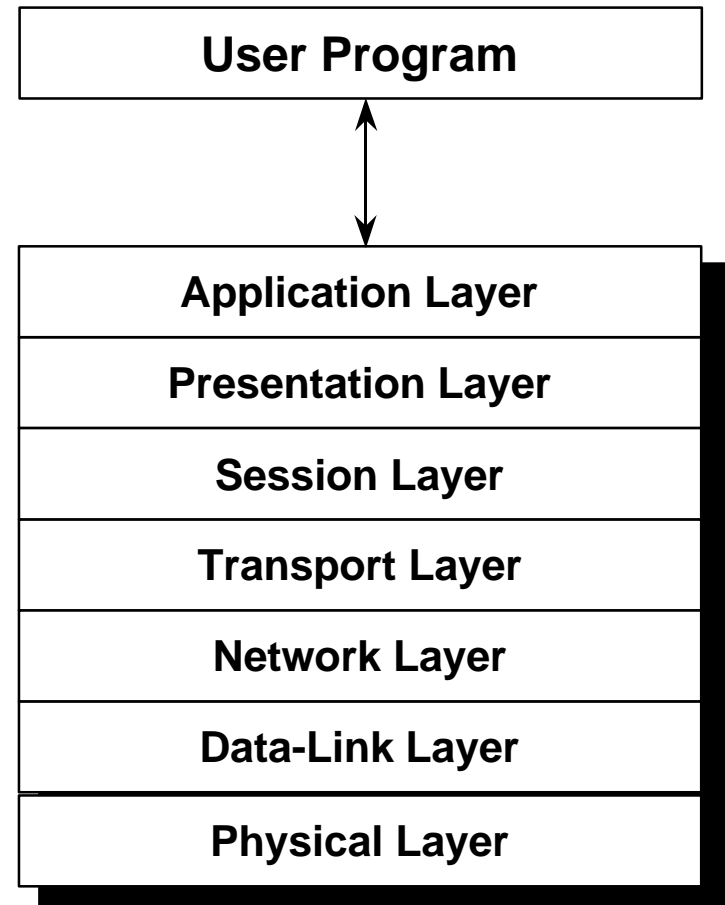 User Program
Application Layer
Presentation Layer
Session Layer
Transport Layer
Network Layer
Data-Link Layer
Physical Layer